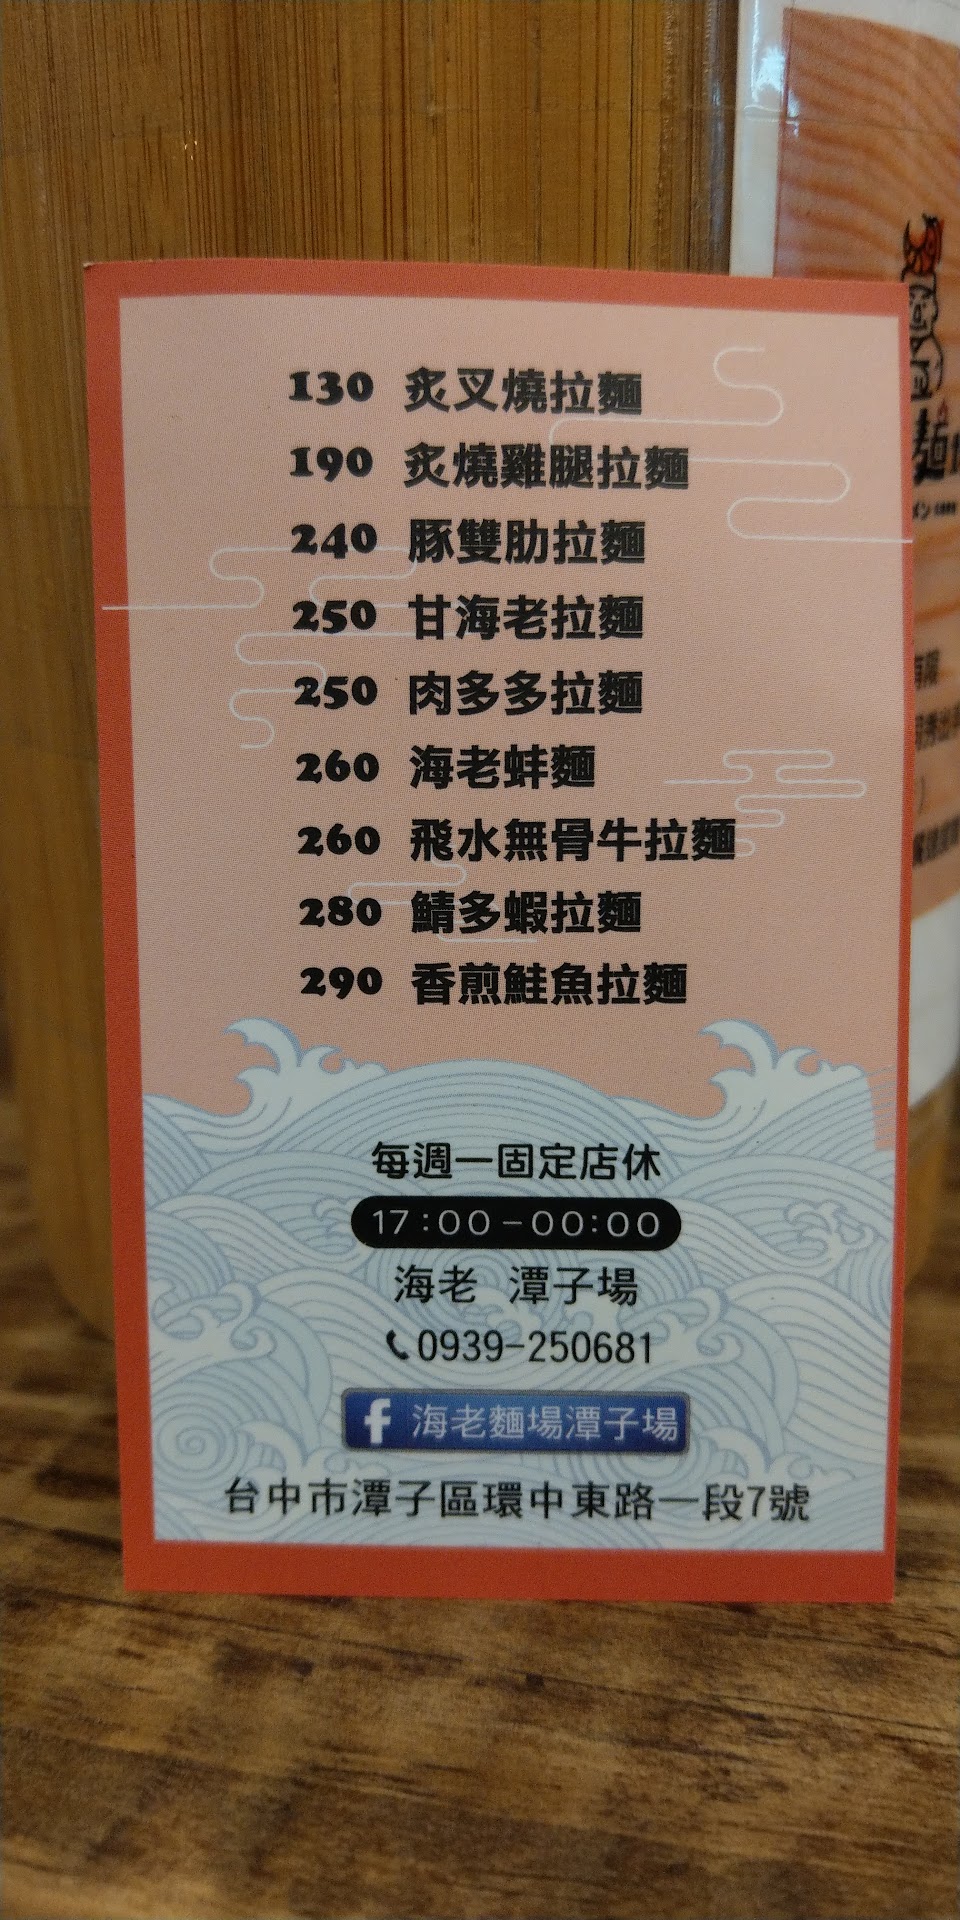 130 炙叉燒拉麵
190 炙燒雞腿拉麵
240 豚雙肋拉麵
250 甘海老拉麵
250 肉多多拉麵
260 海老蚌麵
260 飛水無骨牛拉麵
280 鯖多蝦拉麵
290 香煎鮭魚拉麵
每週一固定店休
17:00-00:00
海老 潭子場
0939-250681
f 海老麵場潭子場
台中市潭子區環中東路一段7號
麵
有限